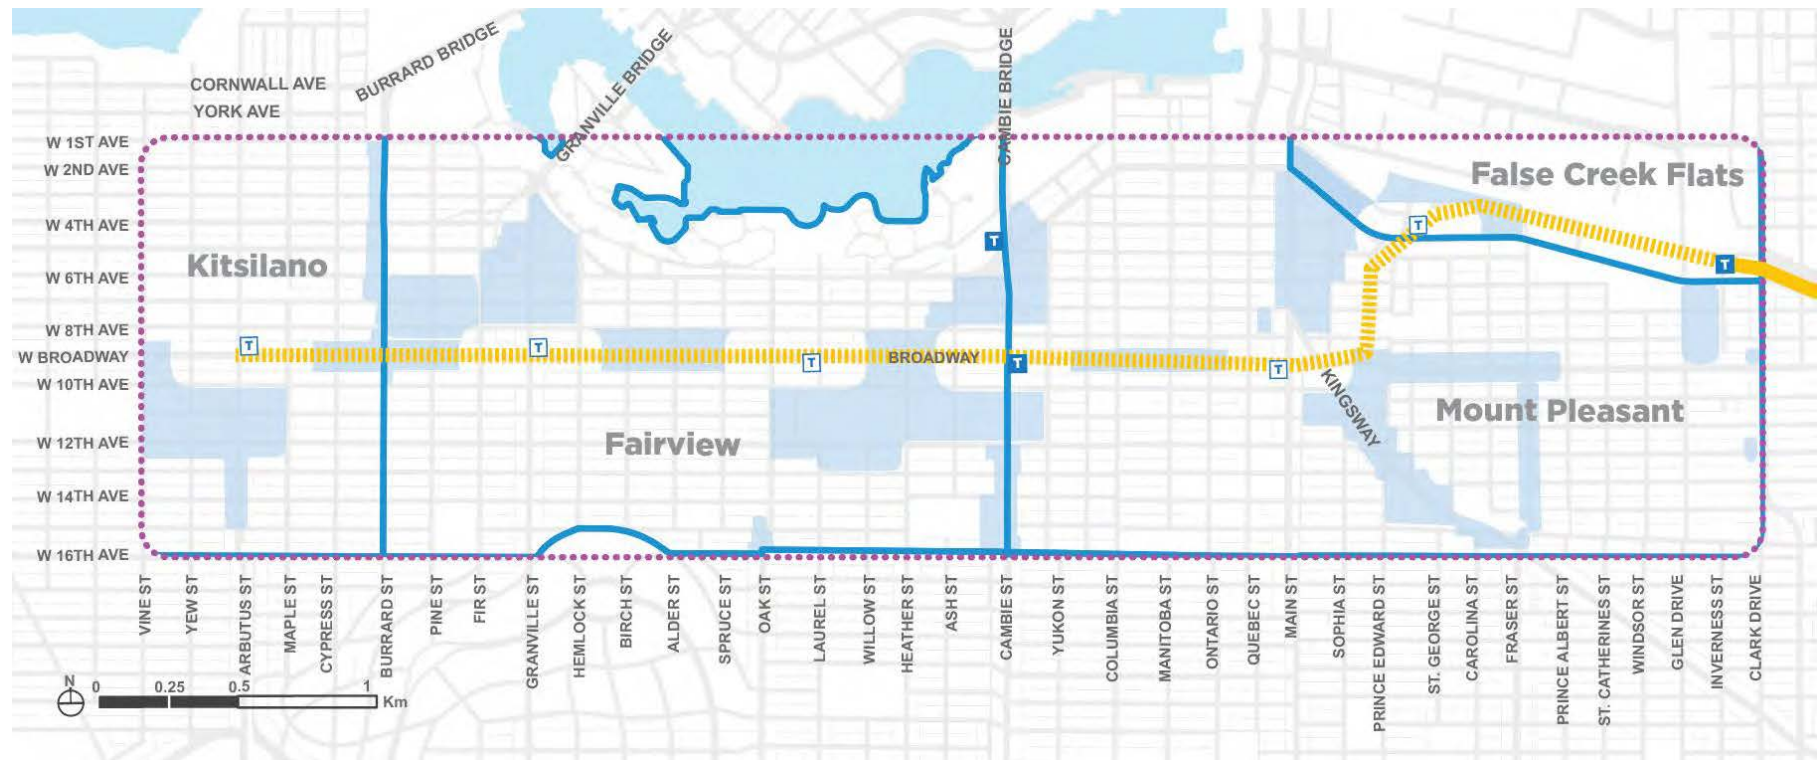 CORNWALL AVE
YORK AVE
BURRARD BRIDGE
GRANVILLE BRIDGE
CAMBIE BRIDGE
W 1ST AVE
W 2ND AVE
W 4TH AVE
W 6TH AVE
W 8TH AVE
W BROADWAY
W 10TH AVE
W 12TH AVE
W 14TH AVE
W 16TH AVE
False Creek Flats
Kitsilano
T
T
T
T
T
T
T
T
BROADWAY
KINGSWAY
Mount Pleasant
Fairview
VINE ST
YEW ST
ARBUTUS ST
MAPLE ST
CYPRESS ST
BURRARD ST
PINE ST
FIR ST
GRANVILLE ST
HEMLOCK ST
BIRCH ST
ALDER ST
SPRUCE ST
OAK ST
LAUREL ST
WILLOW ST
HEATHER ST
ASH ST
CAMBIE ST
YUKON ST
COLUMBIA ST
MANITOBA ST
ONTARIO ST
QUEBEC ST
MAIN ST
SOPHIA ST
PRINCE EDWARD ST
ST. GEORGE ST
CAROLINA ST
FRASER ST
PRINCE ALBERT ST
ST. CATHERINES ST
WINDSOR ST
GLEN DRIVE
INVERNESS ST
CLARK DRIVE
N
0 0.25 0.5 1
Km